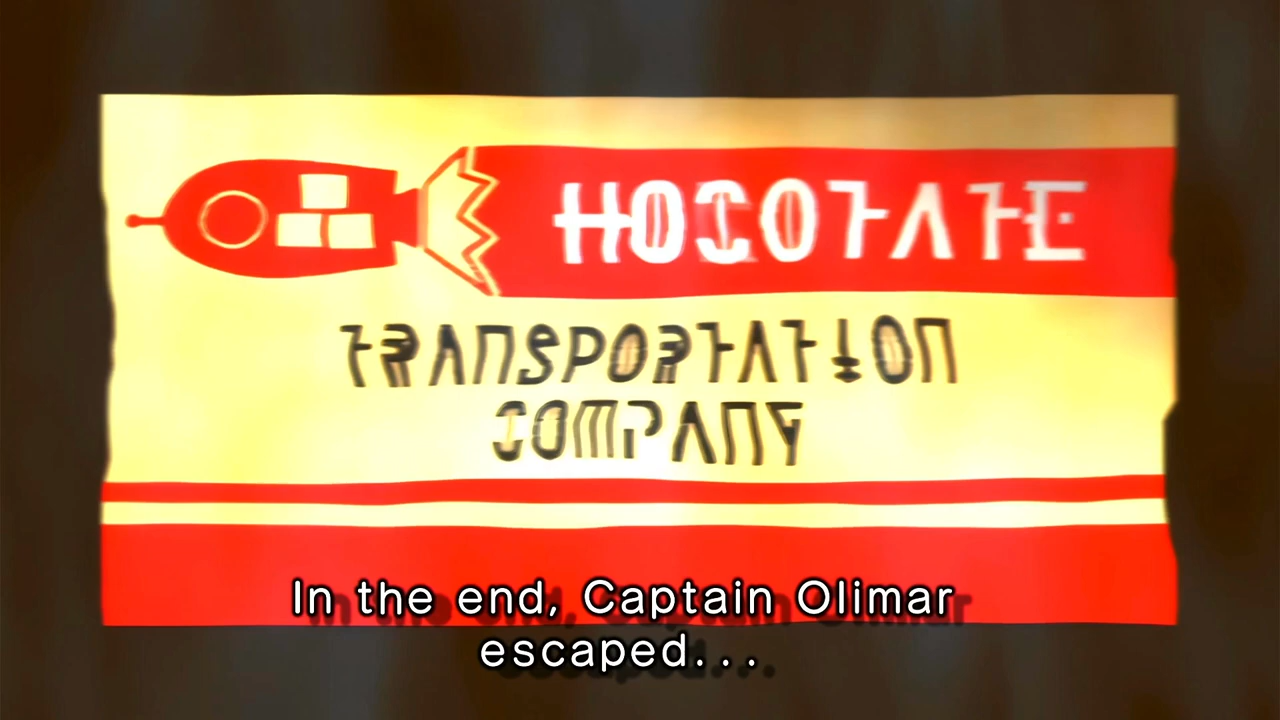 HOCOTATE
TRANSPORTATION
COMPANY
In the end, Captain Olimar
escaped...